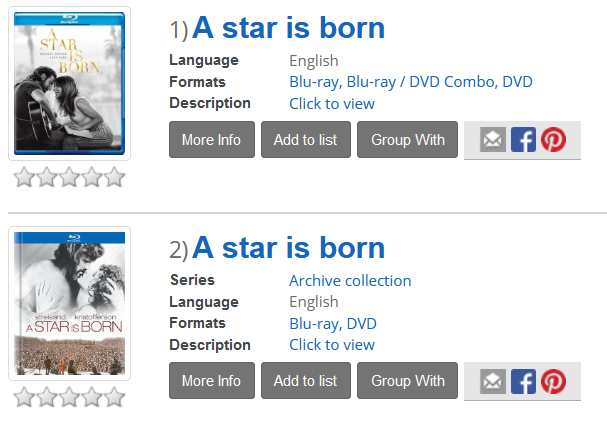 1) A star is born
Language English
Formats Blu-ray, Blu-ray / DVD Combo, DVD
Description Click to view
More Info Add to list Group With
A
STAR
IS
BORN
2) A star is born
Series Archive collection
Language English
Formats Blu-ray, DVD
Description Click to view
More Info Add to list Group With
streisand kristofferson
A STAR IS BORN